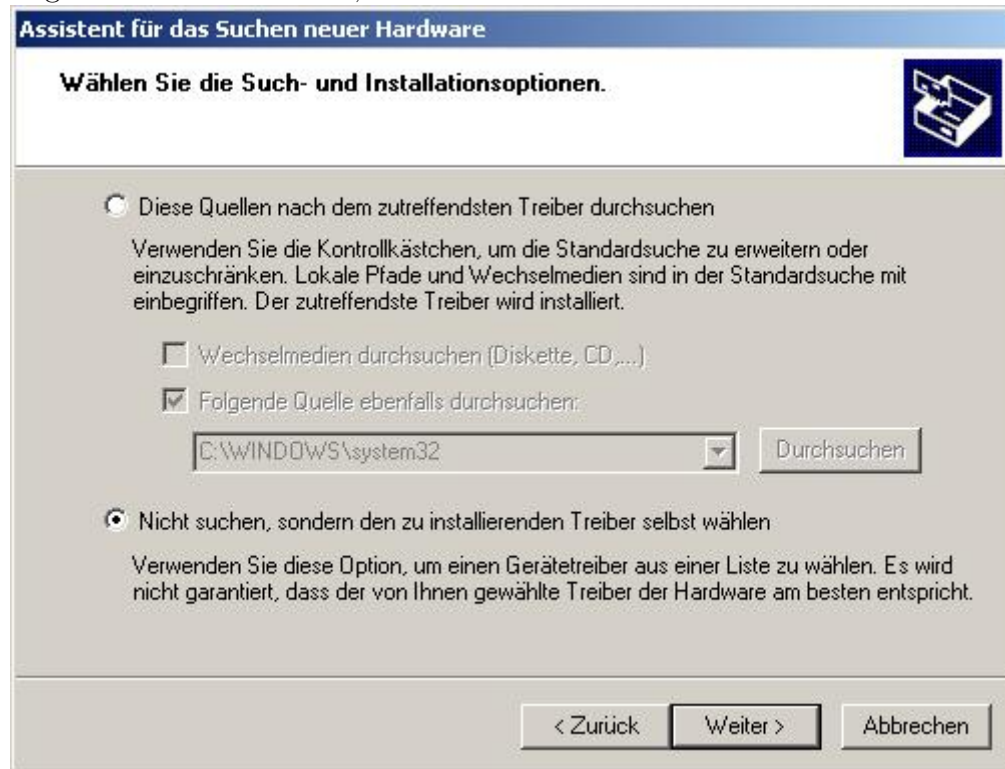 Assistent für das Suchen neuer Hardware
Wählen Sie die Such- und Installationsoptionen.
Diese Quellen nach dem zutreffendsten Treiber durchsuchen
Verwenden Sie die Kontrollkästchen, um die Standardsuche zu erweitern oder
einzuschränken. Lokale Pfade und Wechselmedien sind in der Standardsuche mit
einbegriffen. Der zutreffendste Treiber wird installiert.
Wechselmedien durchsuchen (Diskette, CD,...)
Folgende Quelle ebenfalls durchsuchen:
C:\WINDOWS\system32 Durchsuchen
Nicht suchen, sondern den zu installierenden Treiber selbst wählen
Verwenden Sie diese Option, um einen Gerätetreiber aus einer Liste zu wählen. Es wird
nicht garantiert, dass der von Ihnen gewählte Treiber der Hardware am besten entspricht.
< Zurück Weiter > Abbrechen